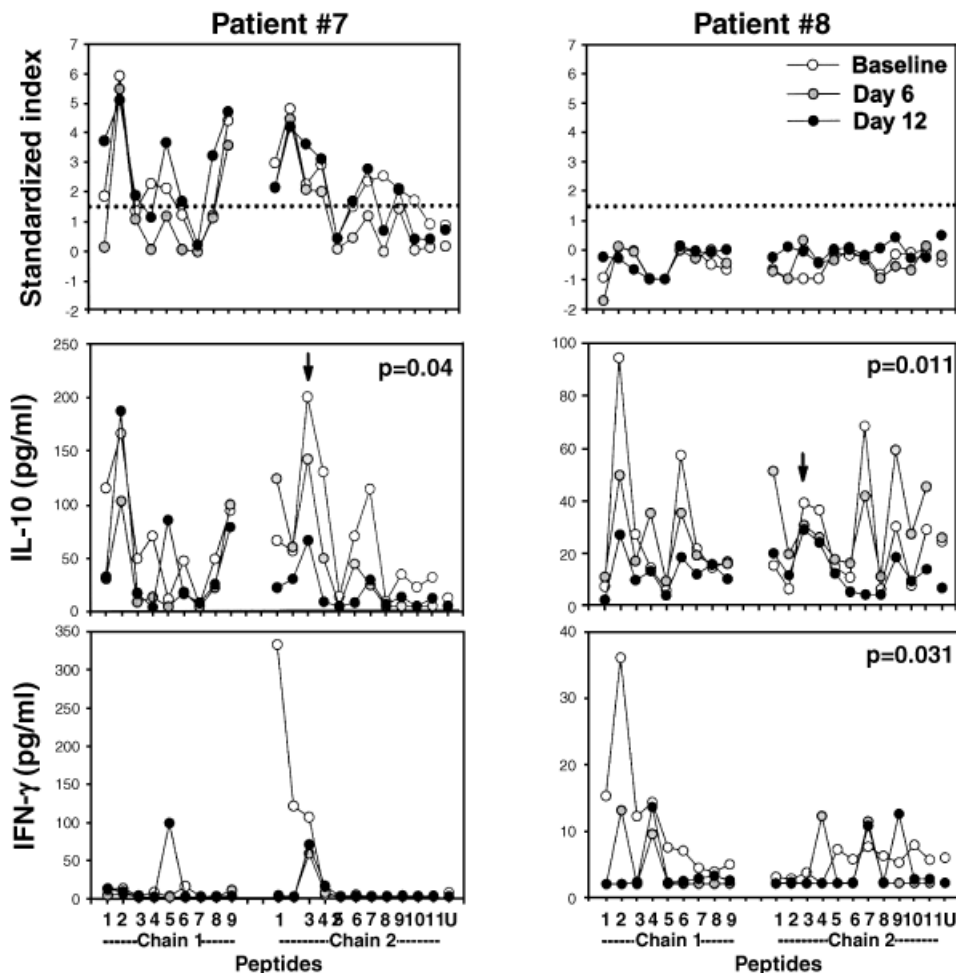 Patient #7
Patient #8
Standardized index
7
6
5
4
3
2
1
0
-1
-2
7
6
5
4
3
2
1
0
-1
-2
Baseline
Day 6
Day 12
IL-10 (pg/ml)
250
200
150
100
50
0
p=0.04
100
80
60
40
20
0
p=0.011
IFN-γ (pg/ml)
350
300
250
200
150
100
50
0
40
30
20
10
0
p=0.031
1 2 3 4 5 6 7 8 9 1 3 4 5 6 7 8 9 10 11 U
1 2 3 4 5 6 7 8 9 1 2 3 4 5 6 7 8 9 10 11 U
Chain 1 Chain 2
Chain 1 Chain 2
Peptides
Peptides